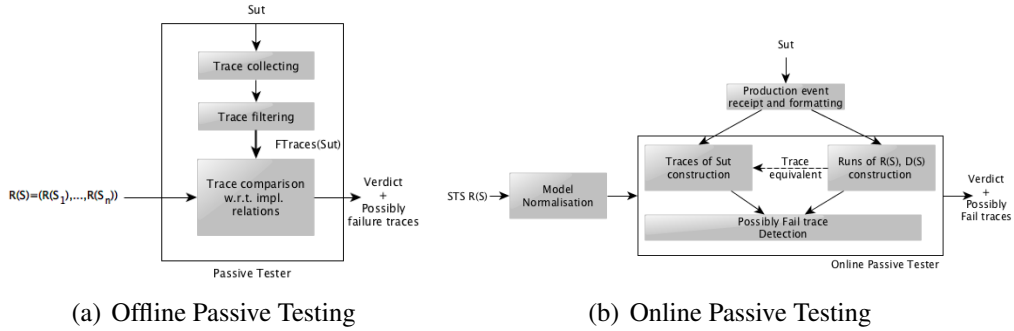 Sut
Trace collecting
Trace filtering
FTraces(Sut)
R(S)=(R(S1),...,R(Sn))
Trace comparison
w.r.t. impl.
relations
Verdict
+
Possibly
failure traces
Passive Tester
(a) Offline Passive Testing
Sut
Production event
receipt and formatting
Traces of Sut
construction
Trace
equivalent
Runs of R(S), D(S)
construction
STS R(S)
Model
Normalisation
Verdict
+
Possibly
Fail traces
Possibly Fail trace
Detection
Online Passive Tester
(b) Online Passive Testing